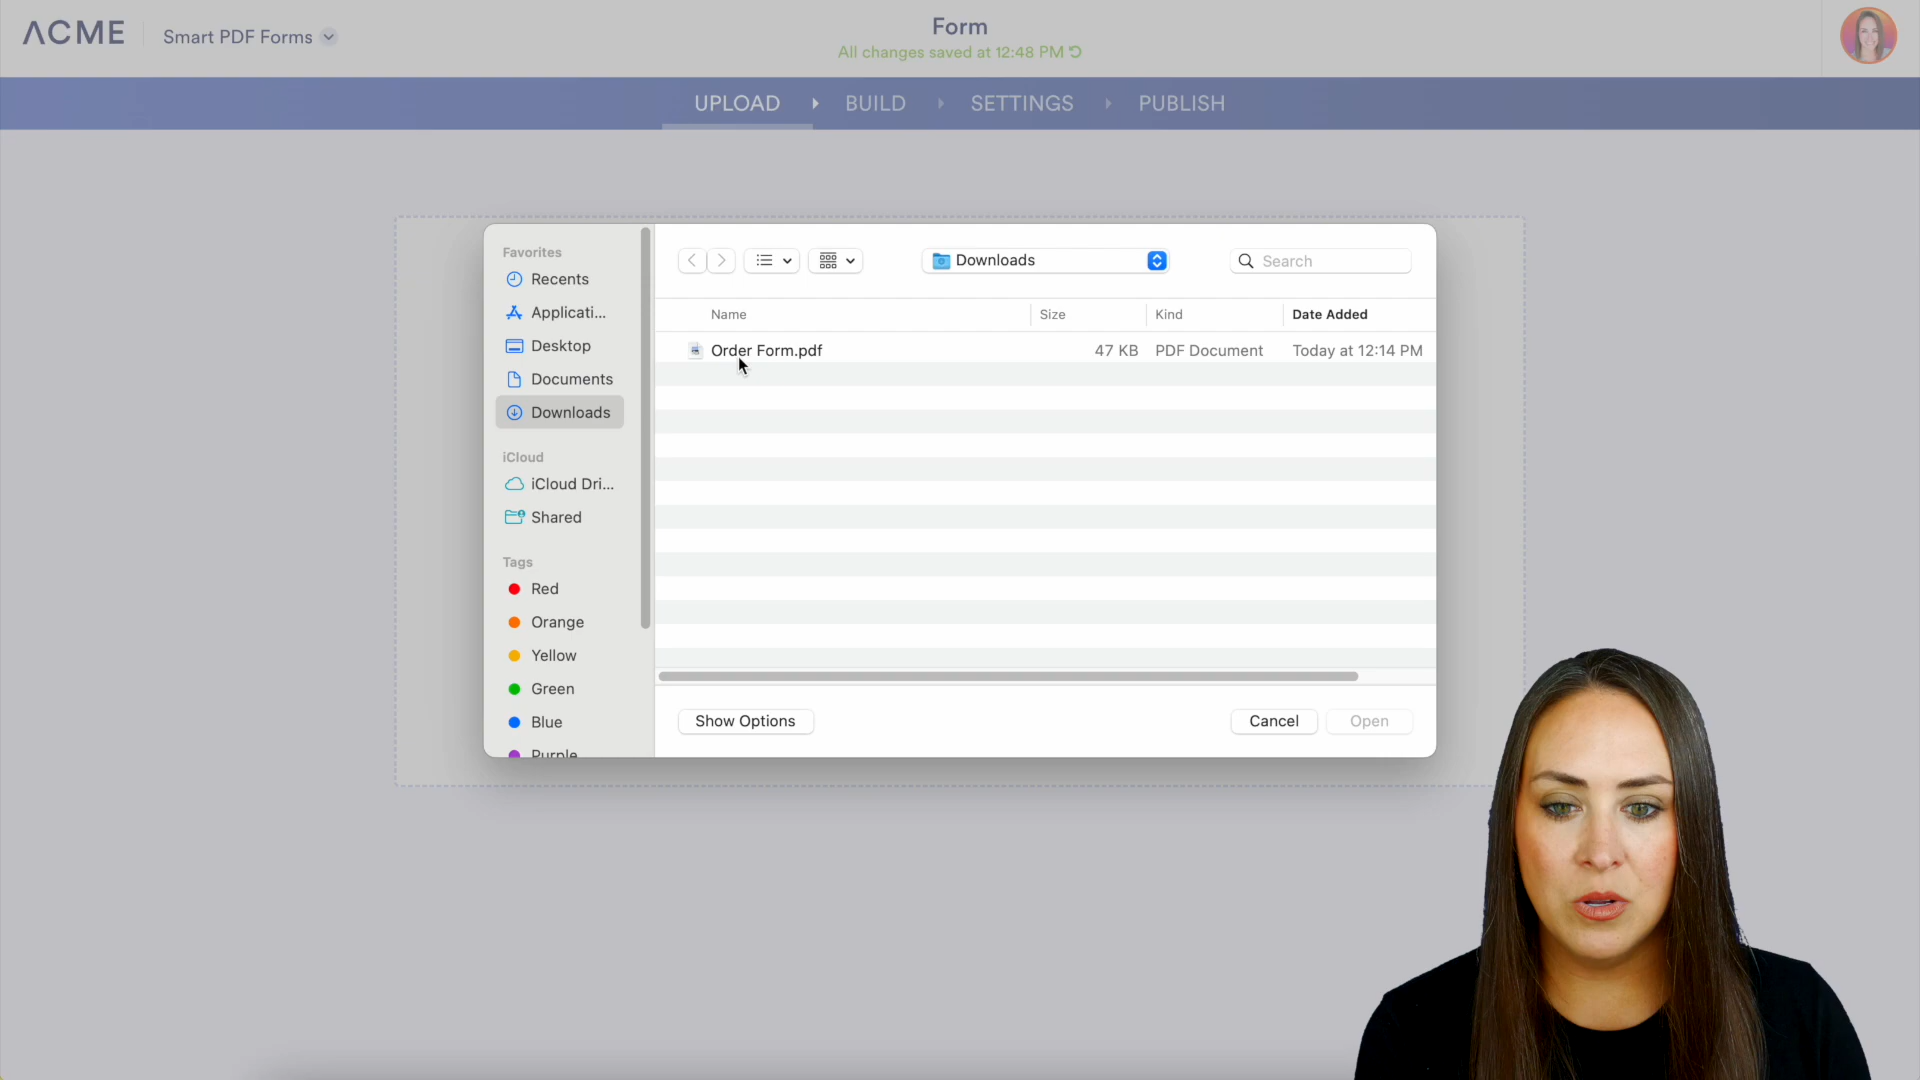 ACME
Smart PDF Forms
Form
All changes saved at 12:48 PM
UPLOAD
BUILD
SETTINGS
PUBLISH
Favorites
Recents
Applicati...
Desktop
Documents
Downloads
iCloud
iCloud Dri...
Shared
Tags
Red
Orange
Yellow
Green
Blue
Purple
Downloads
Search
Name
Size
Kind
Date Added
Order Form.pdf
47 KB
PDF Document
Today at 12:14 PM
Show Options
Cancel
Open